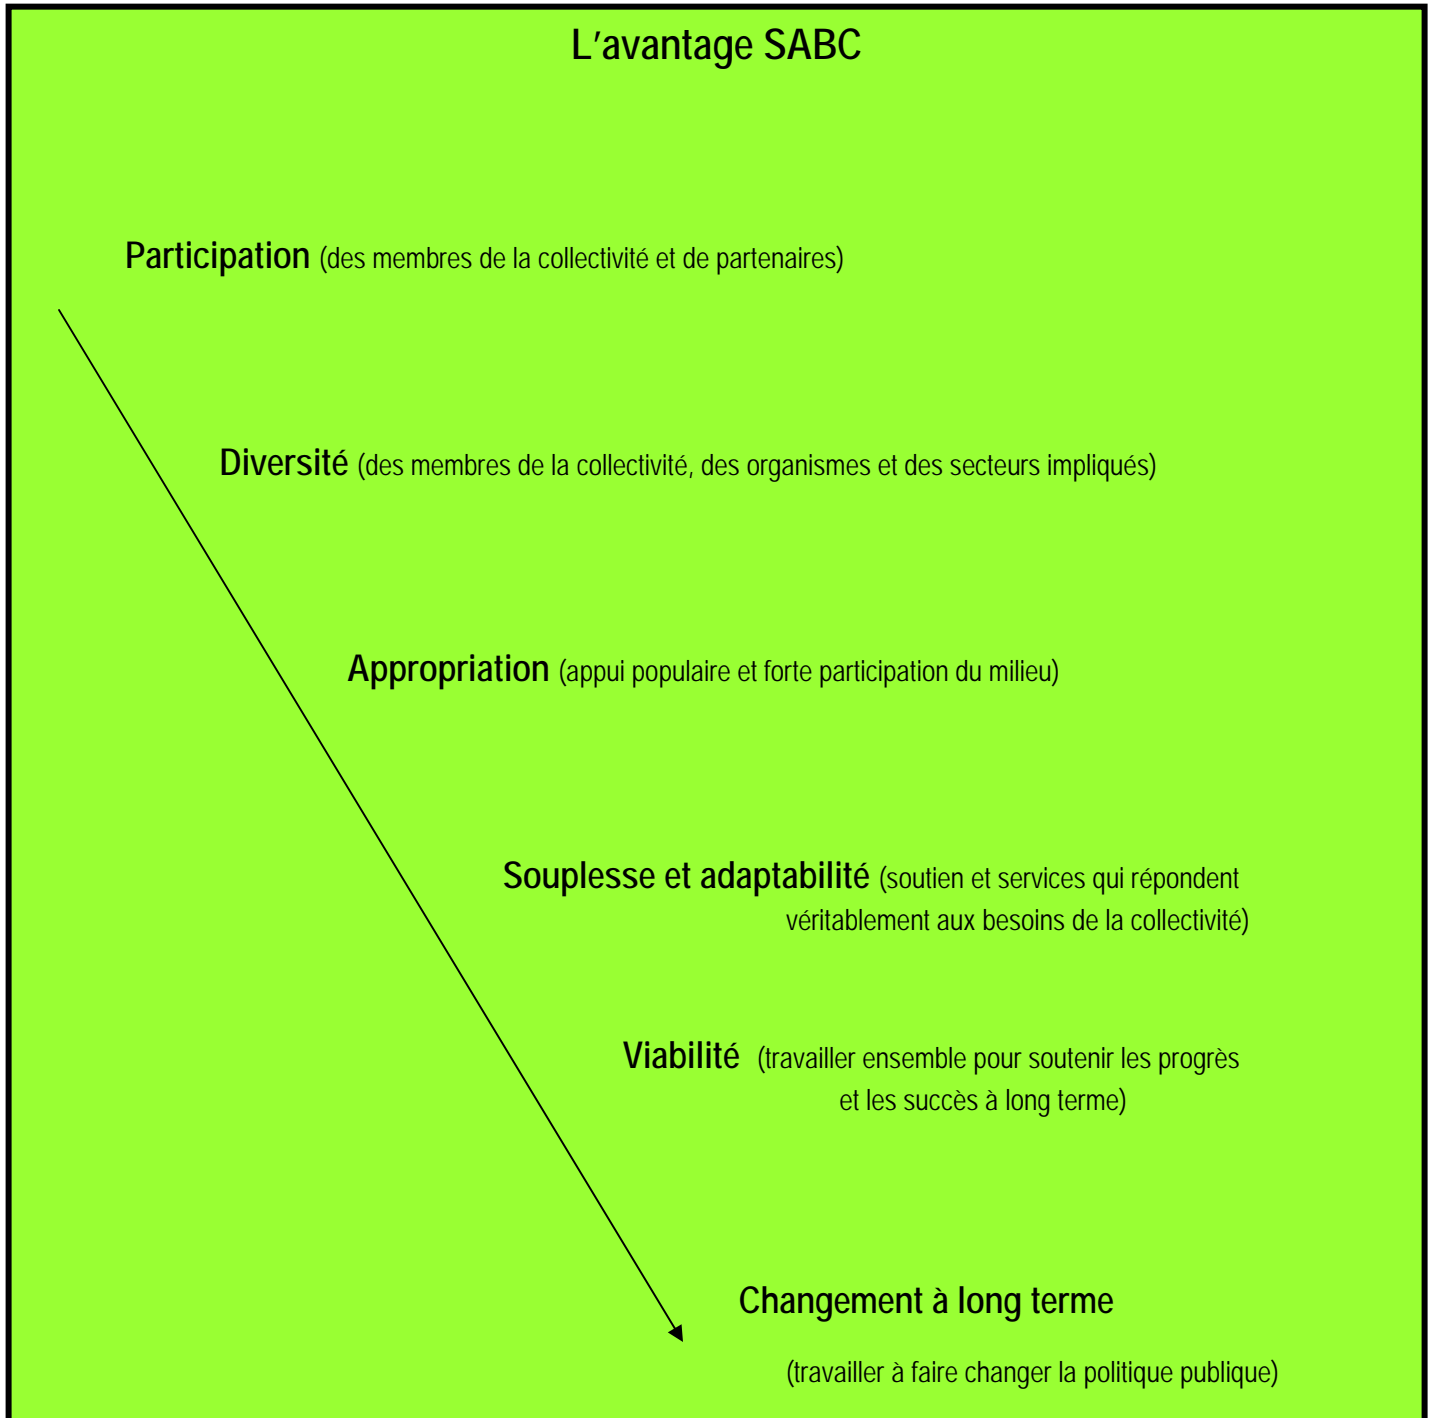 L'avantage SABC
Participation (des membres de la collectivité et de partenaires)
Diversité (des membres de la collectivité, des organismes et des secteurs impliqués)
Appropriation (appui populaire et forte participation du milieu)
Souplesse et adaptabilité (soutien et services qui répondent
véritablement aux besoins de la collectivité)
Viabilité (travailler ensemble pour soutenir les progrès
et les succès à long terme)
Changement à long terme
(travailler à faire changer la politique publique)